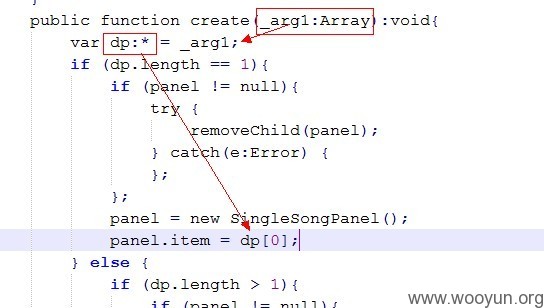 public function create(_arg1:Array):void{
var dp:* = _arg1;
if (dp.length == 1){
if (panel != null){
try {
removeChild(panel);
} catch(e:Error) {
};
};
panel = new SingleSongPanel();
panel.item = dp[0];
} else {
if (dp.length > 1){
if (panel != null){
www.wooyun.org